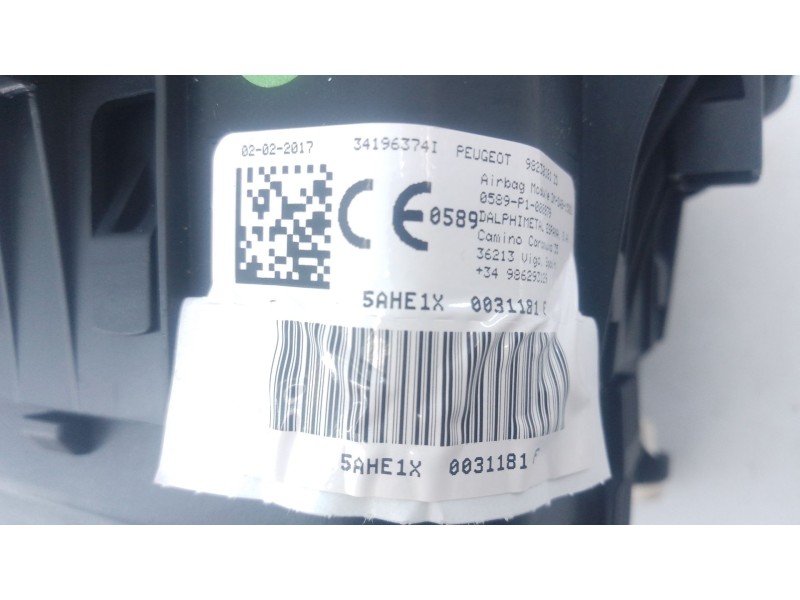 02-02-2017 34196374I PEUGEOT
Airbag Module
CE 0589 0589-P1-
DALPHIMETAL
Camino
36213 Vigo,
+34
5AHE1X 0031181
5AHE1X 0031181